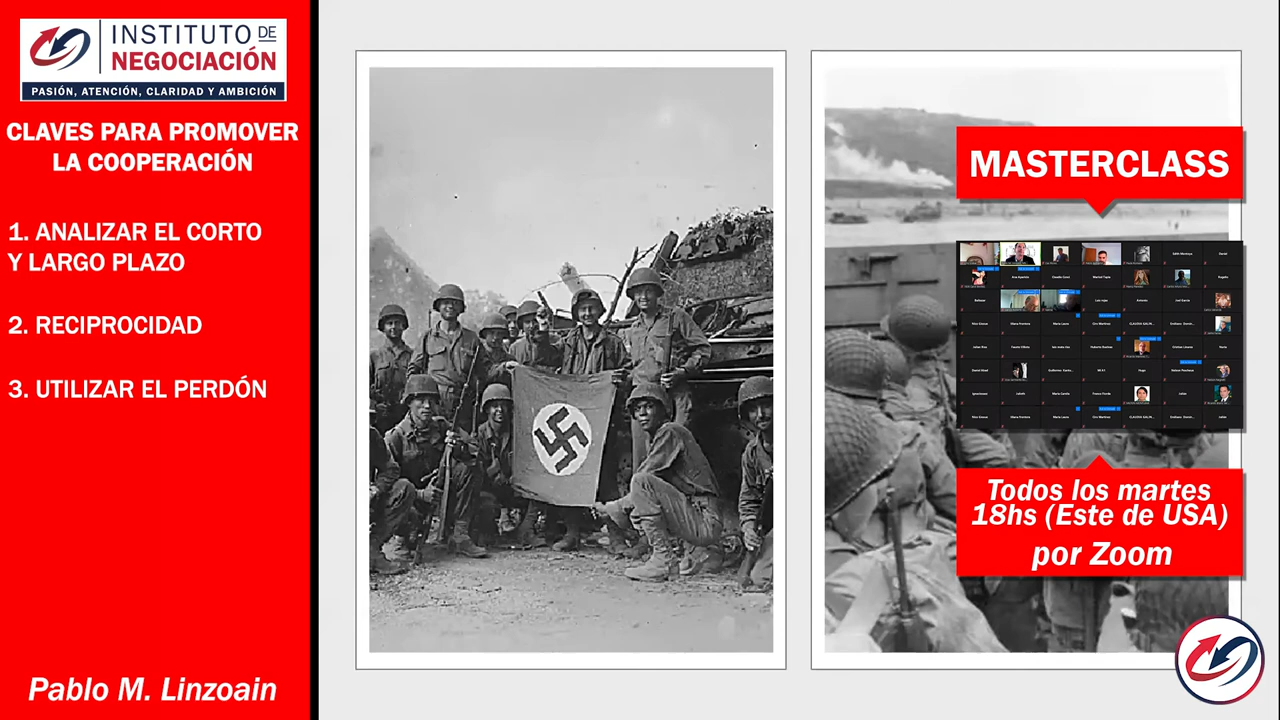 INSTITUTO DE
NEGOCIACIÓN
PASIÓN, ATENCIÓN, CLARIDAD Y AMBICIÓN
CLAVES PARA PROMOVER
LA COOPERACIÓN
1. ANALIZAR EL CORTO
Y LARGO PLAZO
2. RECIPROCIDAD
3. UTILIZAR EL PERDÓN
Pablo M. Linzoain
MASTERCLASS
Todos los martes
18hs (Este de USA)
por Zoom